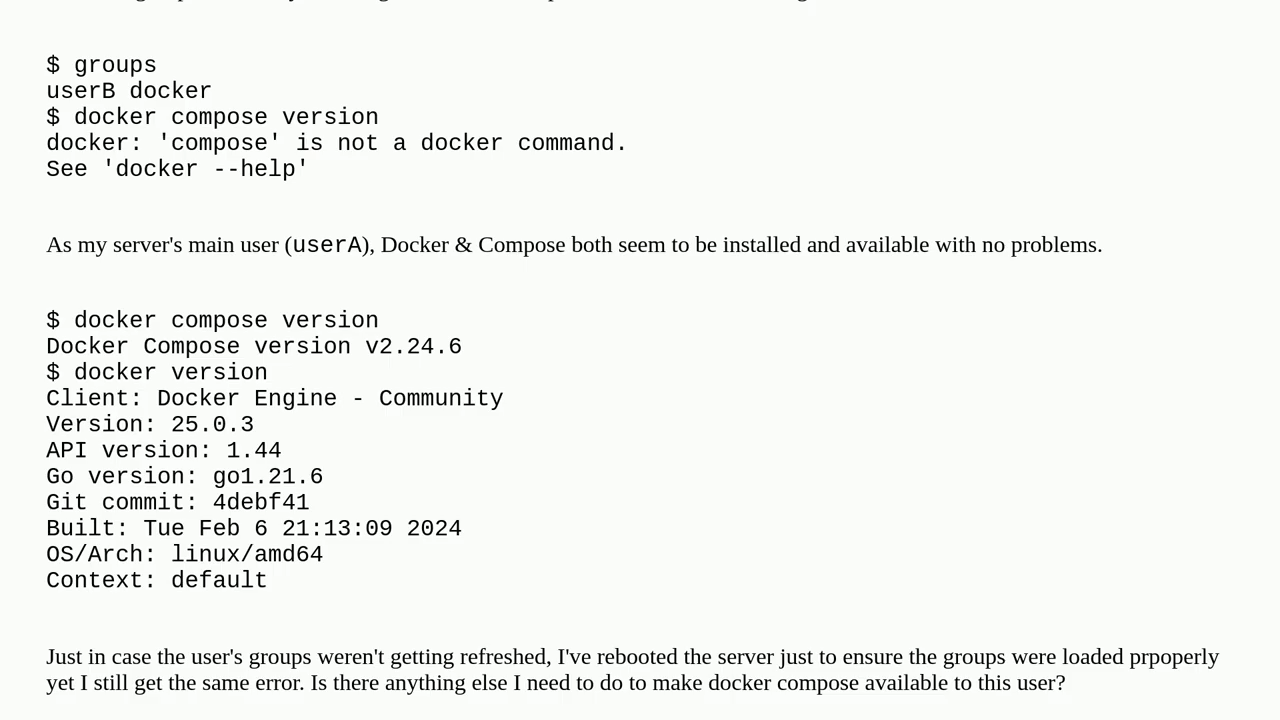 $ groups
userB docker
$ docker compose version
docker: 'compose' is not a docker command.
See 'docker --help'
As my server's main user (userA), Docker & Compose both seem to be installed and available with no problems.
$ docker compose version
Docker Compose version v2.24.6
$ docker version
Client: Docker Engine - Community
Version: 25.0.3
API version: 1.44
Go version: go1.21.6
Git commit: 4debf41
Built: Tue Feb 6 21:13:09 2024
OS/Arch: linux/amd64
Context: default
Just in case the user's groups weren't getting refreshed, I've rebooted the server just to ensure the groups were loaded prpoperly
yet I still get the same error. Is there anything else I need to do to make docker compose available to this user?